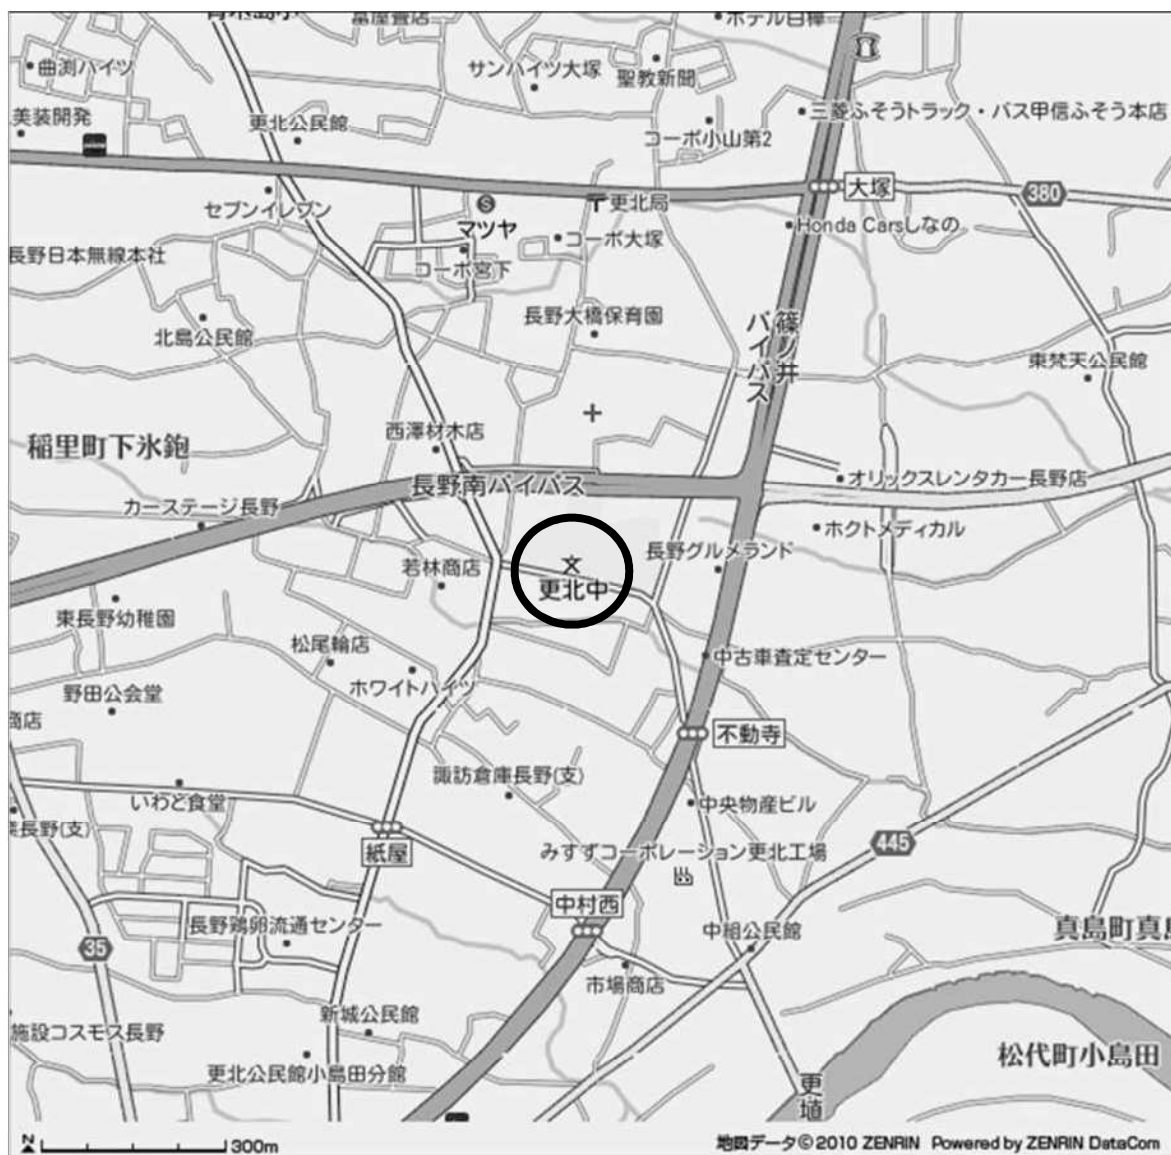 ホテル白樺
富屋畳店
曲渕ハイツ
サンハイツ大塚
聖教新聞
美装開発
更北公民館
コーポ小山第2
三菱ふそうトラック・バス甲信ふそう本店
大塚
380
セブンイレブン
S
〒更北局
マツヤ
コーポ大塚
Honda Carsしなの
長野日本無線本社
コーポ宮下
北島公民館
長野大橋保育園
篠ノ井
バイパス
東梵天公民館
西澤材木店
稲里町下氷鉋
長野南バイパス
オリックスレンタカー長野店
カーステージ長野
ホクトメディカル
長野グルメランド
若林商店
文
更北中
東長野幼稚園
松尾輪店
中古車査定センター
ホワイトハイツ
野田公会堂
商店
不動寺
諏訪倉庫長野(支)
いわど食堂
中央物産ビル
長野(支)
紙屋
みすずコーポレーション更北工場
445
中村西
長野鶏卵流通センター
中組公民館
真島町真島
35
市場商店
新城公民館
施設コスモス長野
更北公民館小島田分館
松代町小島田
更埴
N
300m
地図データ©2010 ZENRIN Powered by ZENRIN DataCom